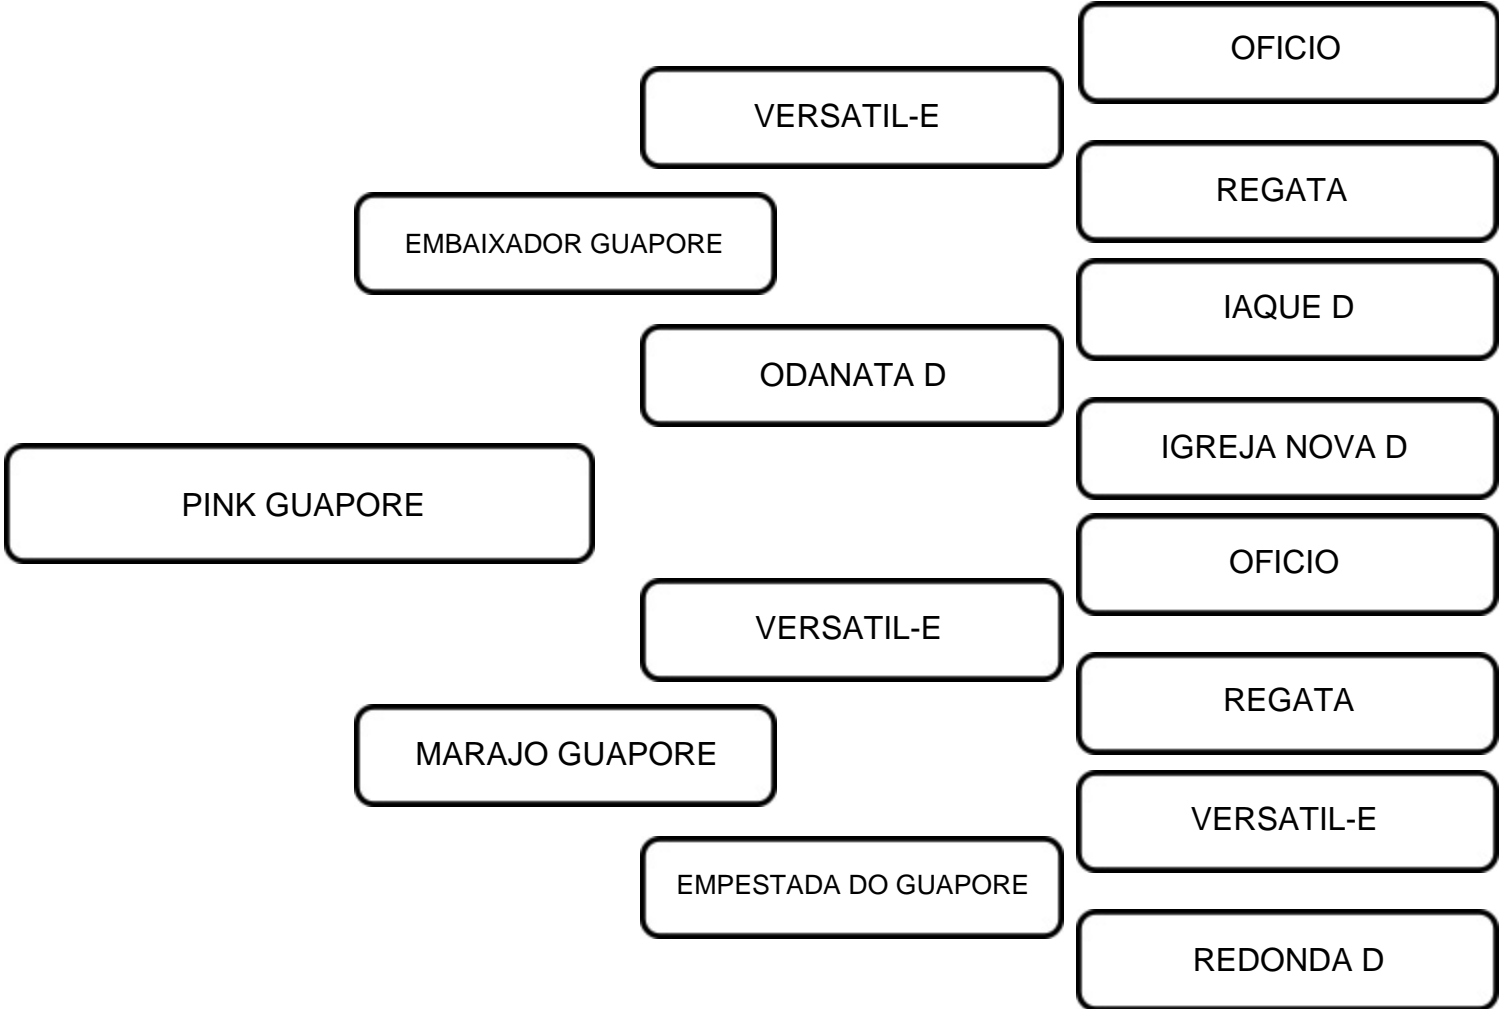 OFICIO
VERSATIL-E
REGATA
EMBAIXADOR GUAPORE
IAQUE D
ODANATA D
IGREJA NOVA D
PINK GUAPORE
OFICIO
VERSATIL-E
REGATA
MARAJO GUAPORE
VERSATIL-E
EMPESTADA DO GUAPORE
REDONDA D